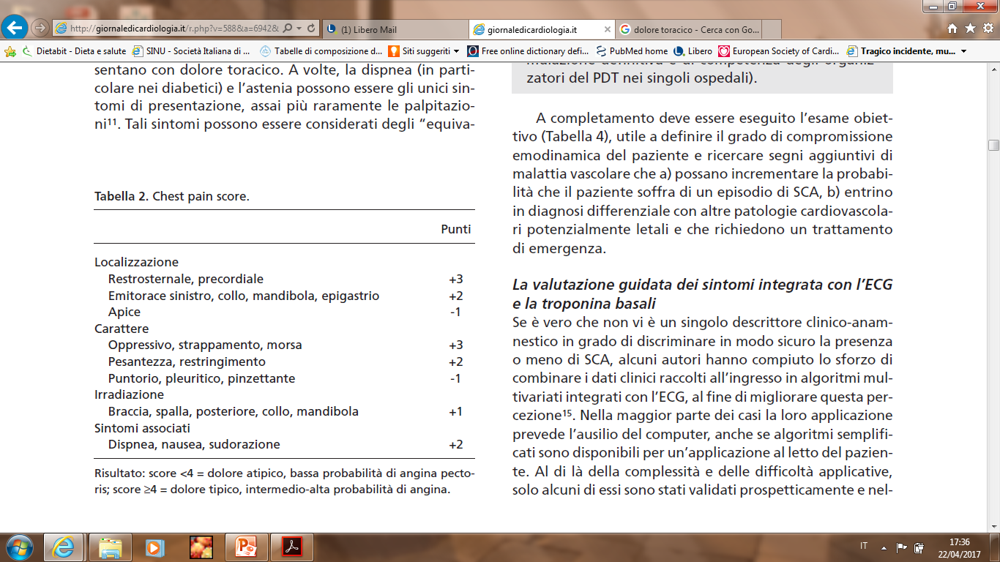 http://giornaledicardiologia.it/r.php?v=588&a=6942&
(1) Libero Mail
giornaledicardiologia.it
dolore toracico - Cerca con Go...
Dietabit - Dieta e salute
SINU - Società Italiana di ...
Tabelle di composizione d...
Siti suggeriti
Free online dictionary defi...
PubMed home
Libero
European Society of Cardi...
Tragico incidente, mu...
sentano con dolore toracico. A volte, la dispnea (in parti-
colare nei diabetici) e l’astenia possono essere gli unici sin-
tomi di presentazione, assai più raramente le palpitazio-
ni11. Tali sintomi possono essere considerati degli “equiva-
Tabella 2. Chest pain score.
Punti
Localizzazione
Restrosternale, precordiale +3
Emitorace sinistro, collo, mandibola, epigastrio +2
Apice -1
Carattere
Oppressivo, strappamento, morsa +3
Pesantezza, restringimento +2
Puntorio, pleuritico, pinzettante -1
Irradiazione
Braccia, spalla, posteriore, collo, mandibola +1
Sintomi associati
Dispnea, nausea, sudorazione +2
Risultato: score <4 = dolore atipico, bassa probabilità di angina pecto-
ris; score ≥4 = dolore tipico, intermedio-alta probabilità di angina.
zatori del PDT nei singoli ospedali).
A completamento deve essere eseguito l’esame obiet-
tivo (Tabella 4), utile a definire il grado di compromissione
emodinamica del paziente e ricercare segni aggiuntivi di
malattia vascolare che a) possano incrementare la probabi-
lità che il paziente soffra di un episodio di SCA, b) entrino
in diagnosi differenziale con altre patologie cardiovascola-
ri potenzialmente letali e che richiedono un trattamento
di emergenza.
La valutazione guidata dei sintomi integrata con l’ECG
e la troponina basali
Se è vero che non vi è un singolo descrittore clinico-anam-
nestico in grado di discriminare in modo sicuro la presenza
o meno di SCA, alcuni autori hanno compiuto lo sforzo di
combinare i dati clinici raccolti all’ingresso in algoritmi mul-
tivariati integrati con l’ECG, al fine di migliorare questa per-
cezione15. Nella maggior parte dei casi la loro applicazione
prevede l’ausilio del computer, anche se algoritmi semplifi-
cati sono disponibili per un’applicazione al letto del pazien-
te. Al di là della complessità e delle difficoltà applicative,
solo alcuni di essi sono stati validati prospetticamente e nel-
IT
17:36
22/04/2017